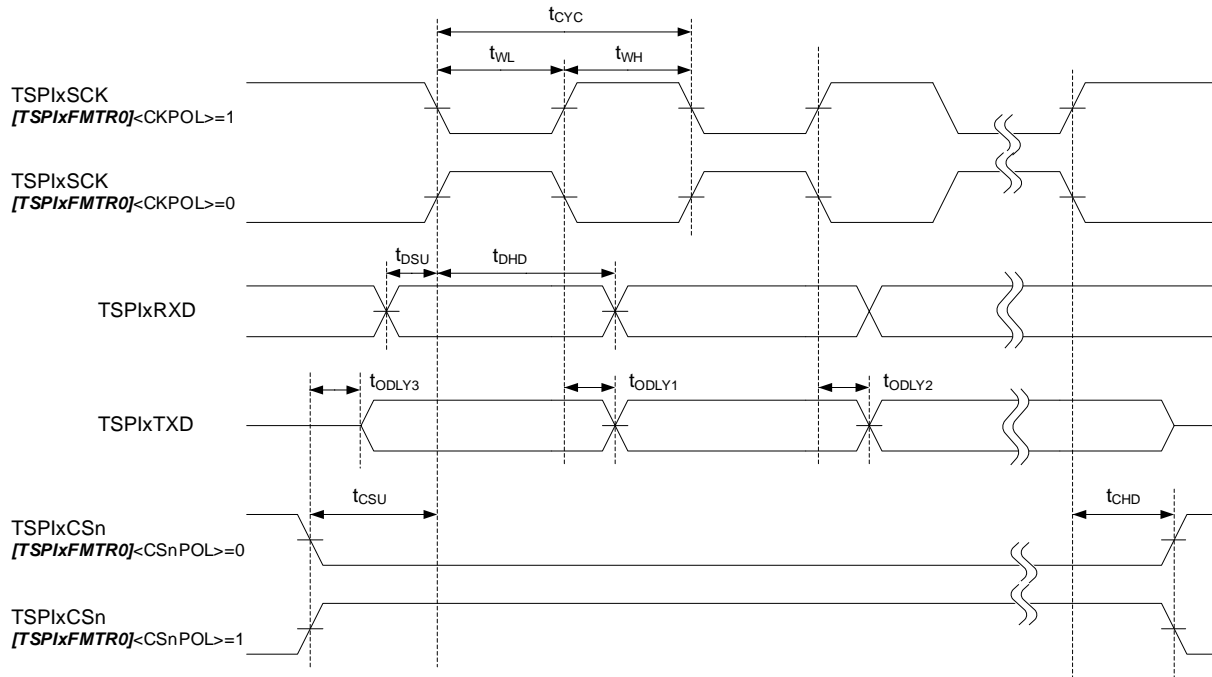 tCYC
tWL
tWH
TSPIxSCK
[TSPIxFMTR0]<CKPOL>=1
TSPIxSCK
[TSPIxFMTR0]<CKPOL>=0
tDSU
tDHD
TSPIxRXD
tODLY3
tODLY1
tODLY2
TSPIxTXD
tCSU
tCHD
TSPIxCSn
[TSPIxFMTR0]<CSnPOL>=0
TSPIxCSn
[TSPIxFMTR0]<CSnPOL>=1